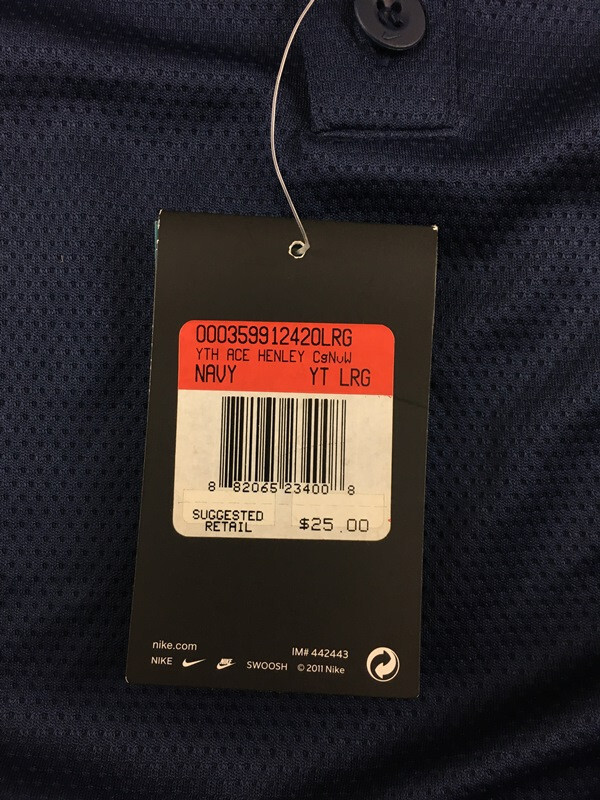 000359912420LRG
YTH ACE HENLEY CgNvW
NAVY YT LRG
8 82065 23400 8
SUGGESTED
RETAIL
$25.00
nike.com
IM# 442443
NIKE SWOOSH © 2011 Nike